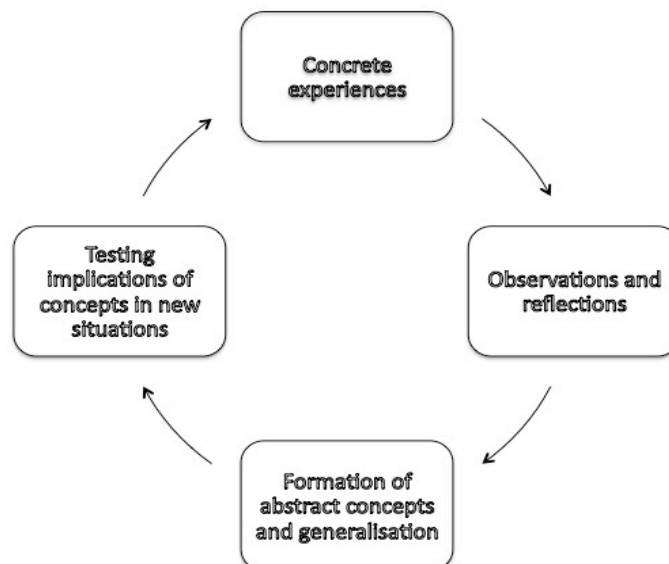 Concrete
experiences
Observations and
reflections
Formation of
abstract concepts
and generalisation
Testing
implications of
concepts in new
situations